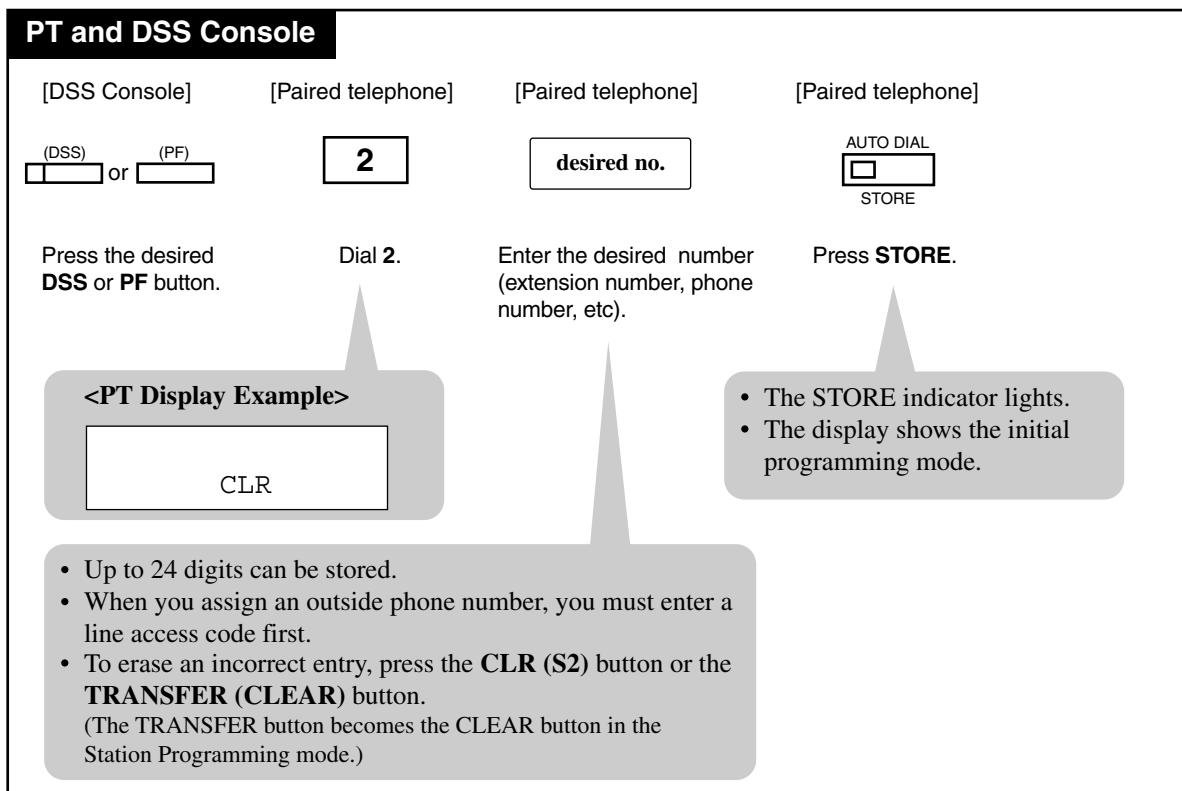 PT and DSS Console
[DSS Console] [Paired telephone] [Paired telephone] [Paired telephone]
(DSS) or (PF)
2
desired no.
AUTO DIAL
STORE
Press the desired
DSS or PF button.
Dial 2.
Enter the desired number
(extension number, phone
number, etc).
Press STORE.
<PT Display Example>
CLR
• The STORE indicator lights.
• The display shows the initial
programming mode.
• Up to 24 digits can be stored.
• When you assign an outside phone number, you must enter a
line access code first.
• To erase an incorrect entry, press the CLR (S2) button or the
TRANSFER (CLEAR) button.
(The TRANSFER button becomes the CLEAR button in the
Station Programming mode.)